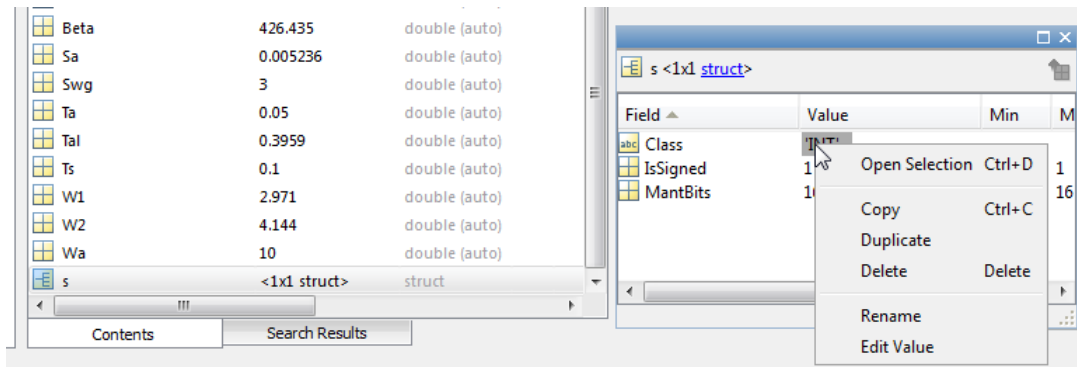 Beta 426.435 double (auto)
Sa 0.005236 double (auto)
Swg 3 double (auto)
Ta 0.05 double (auto)
Tal 0.3959 double (auto)
Ts 0.1 double (auto)
W1 2.971 double (auto)
W2 4.144 double (auto)
Wa 10 double (auto)
s <1x1 struct> struct
Contents Search Results
s <1x1 struct>
Field Value Min M
abc Class 'INT'
IsSigned 1 1
MantBits 16
Open Selection Ctrl+D
Copy Ctrl+C
Duplicate
Delete Delete
Rename
Edit Value